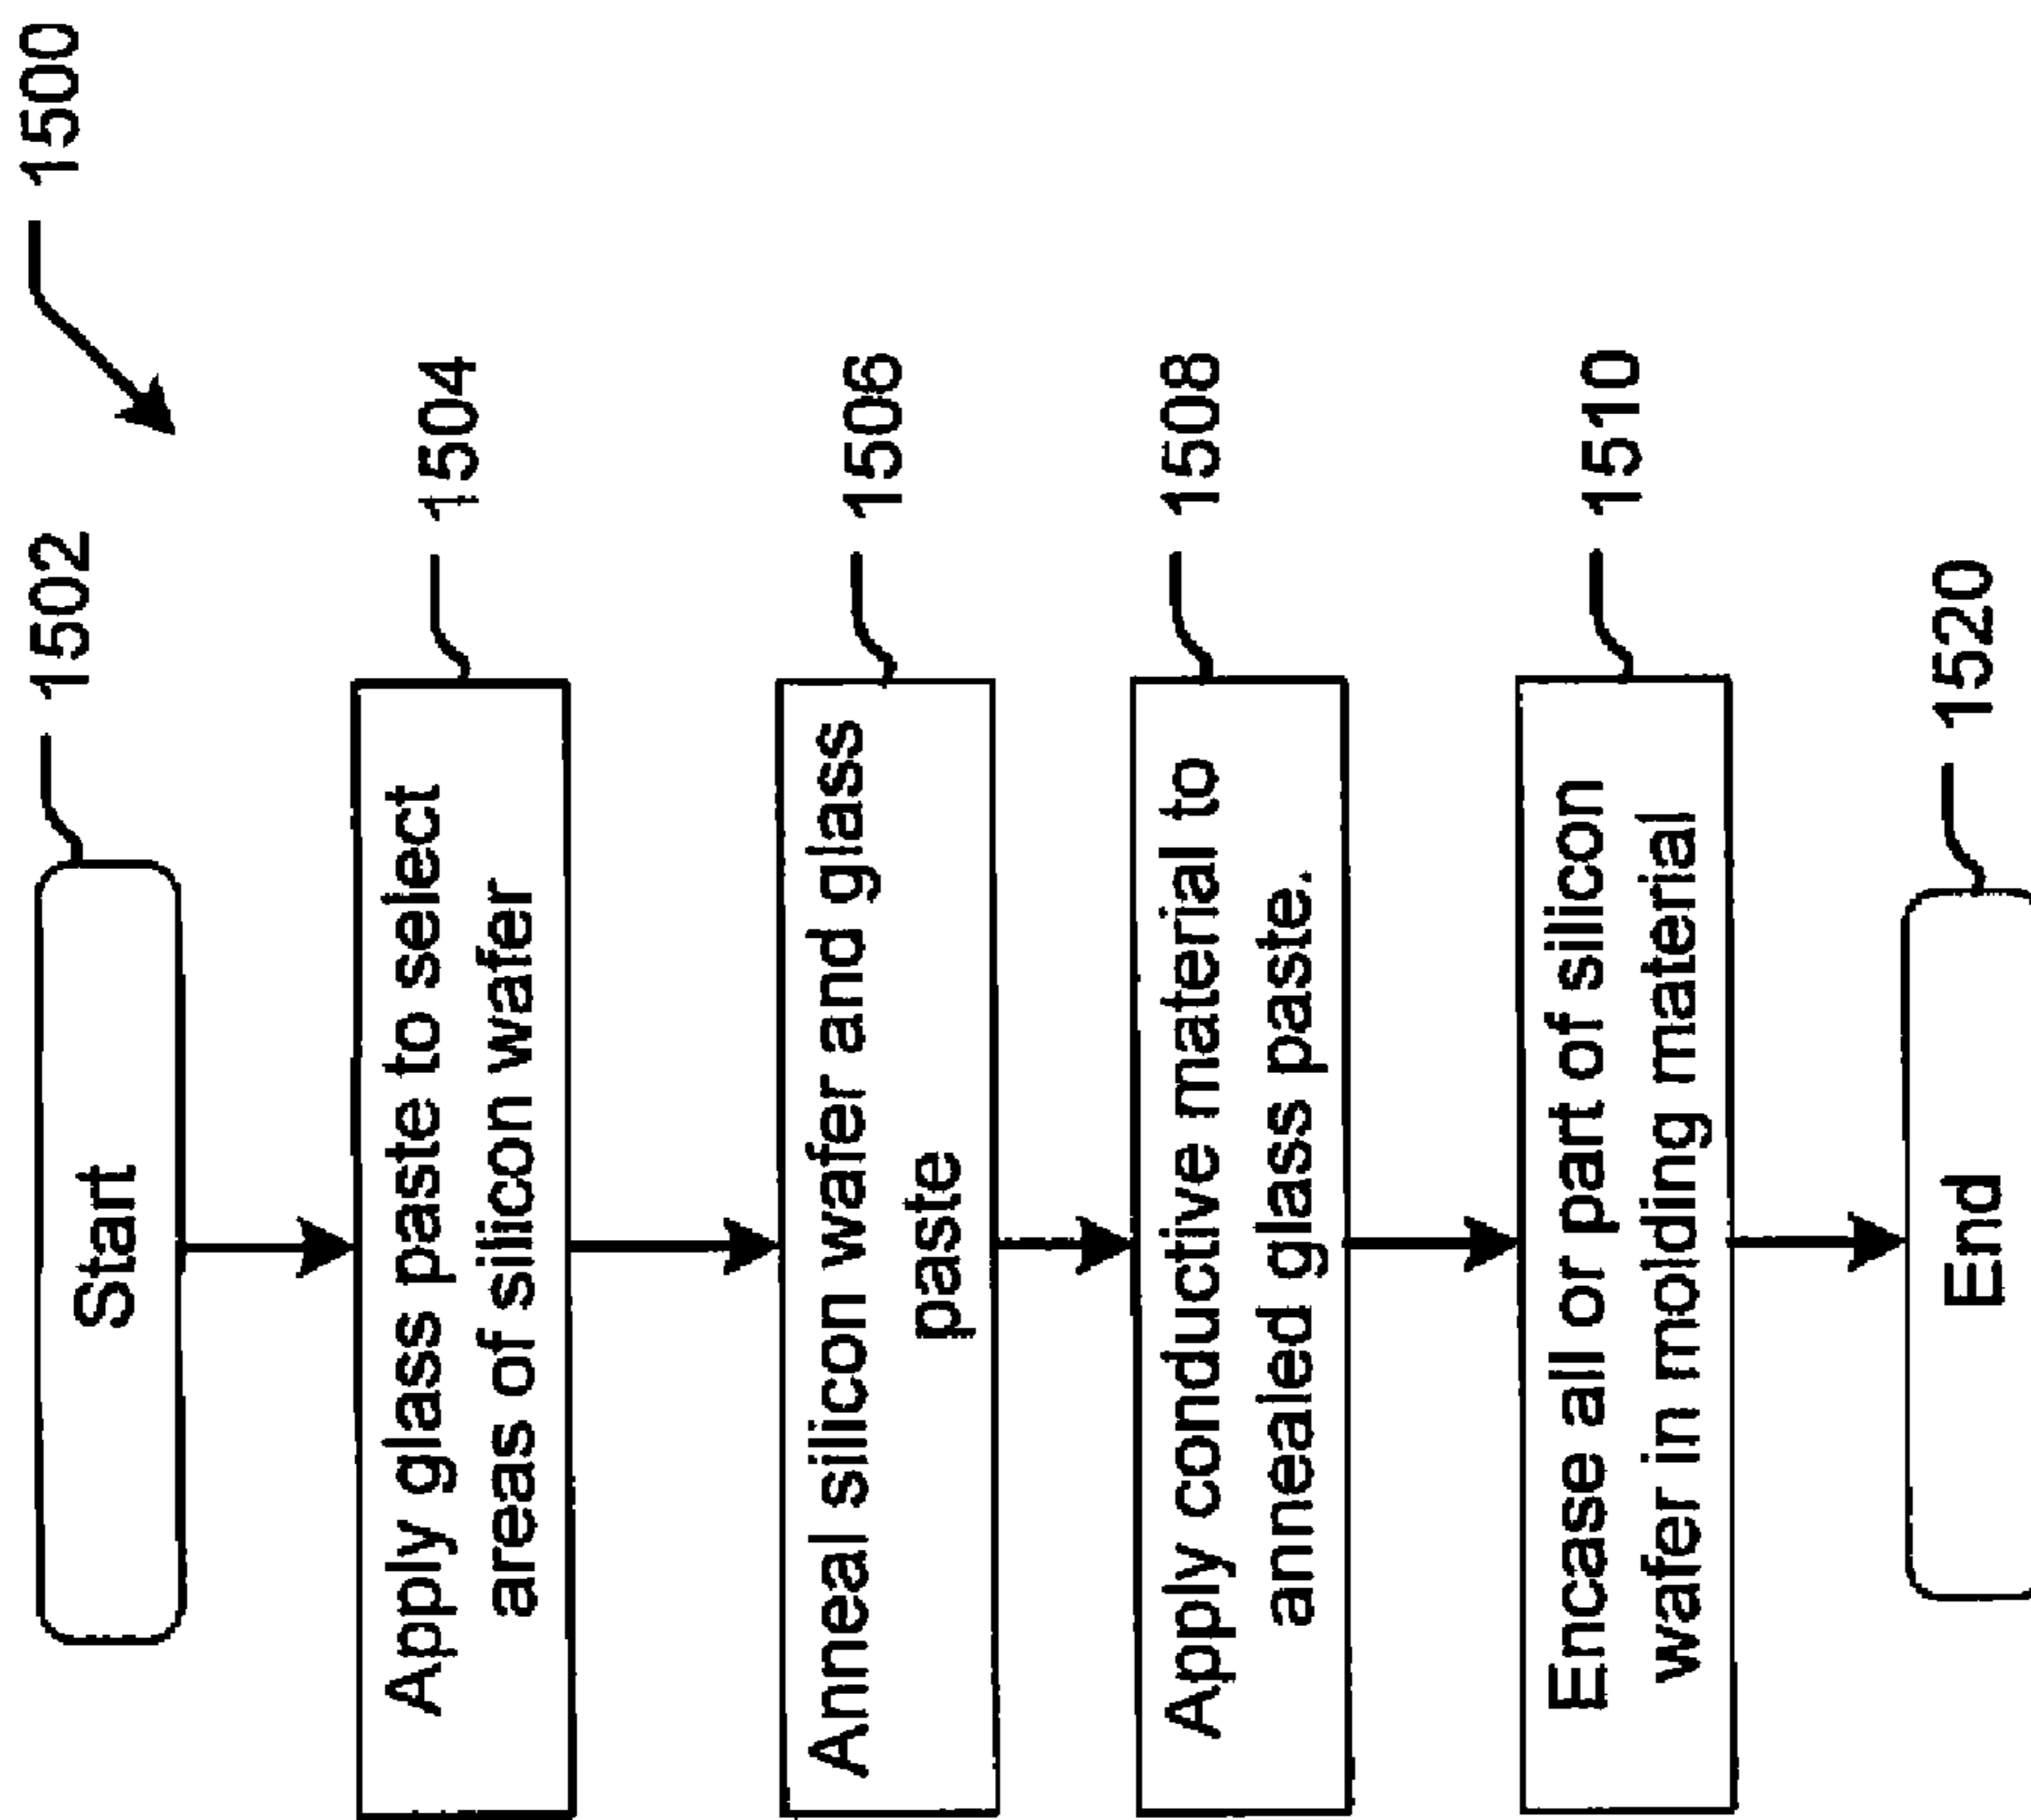 1500
Start
1502
Apply glass paste to select
areas of silicon wafer
1504
Anneal silicon wafer and glass
paste
1506
Apply conductive material to
annealed glass paste.
1508
Encase all or part of silicon
wafer in molding material
1510
End
1520